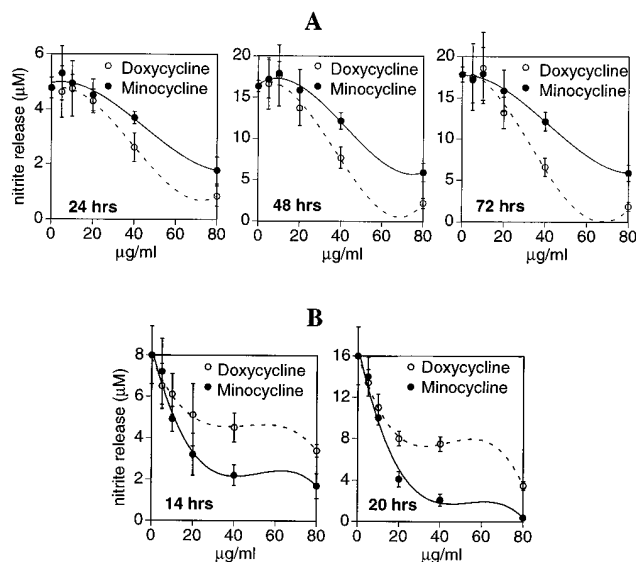 A
nitrite release (µM)
6
4
2
0
Doxycycline
Minocycline
24 hrs
0 20 40 60 80
µg/ml
20
15
10
5
0
Doxycycline
Minocycline
48 hrs
0 20 40 60 80
µg/ml
20
15
10
5
0
Doxycycline
Minocycline
72 hrs
0 20 40 60 80
µg/ml
B
nitrite release (µM)
8
6
4
2
0
Doxycycline
Minocycline
14 hrs
0 20 40 60 80
µg/ml
16
12
8
4
0
Doxycycline
Minocycline
20 hrs
0 20 40 60 80
µg/ml